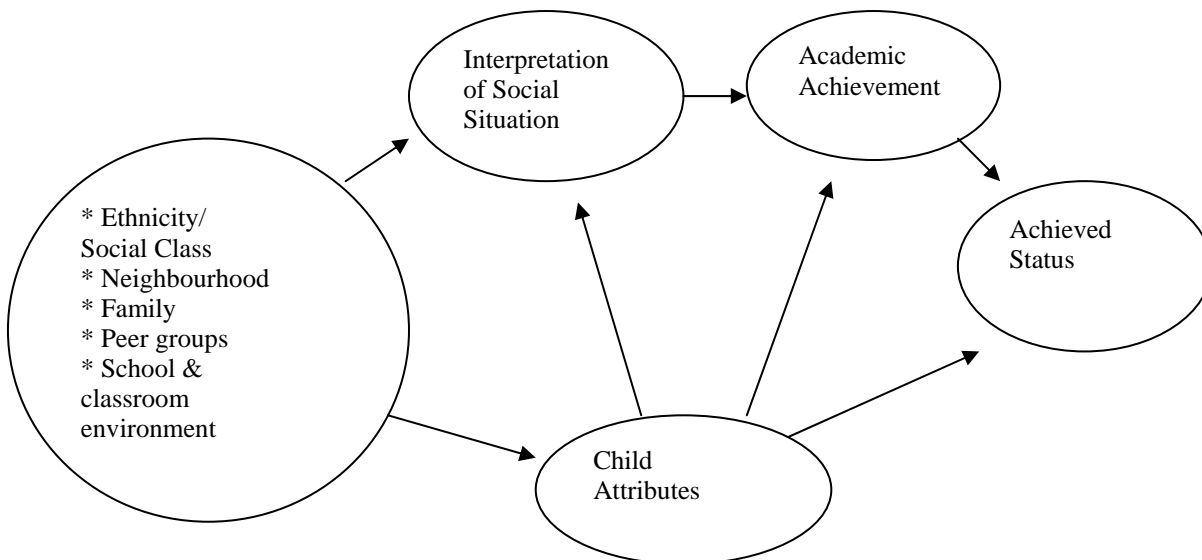 Interpretation
of Social
Situation
Academic
Achievement
* Ethnicity/
Social Class
* Neighbourhood
* Family
* Peer groups
* School &
classroom
environment
Achieved
Status
Child
Attributes